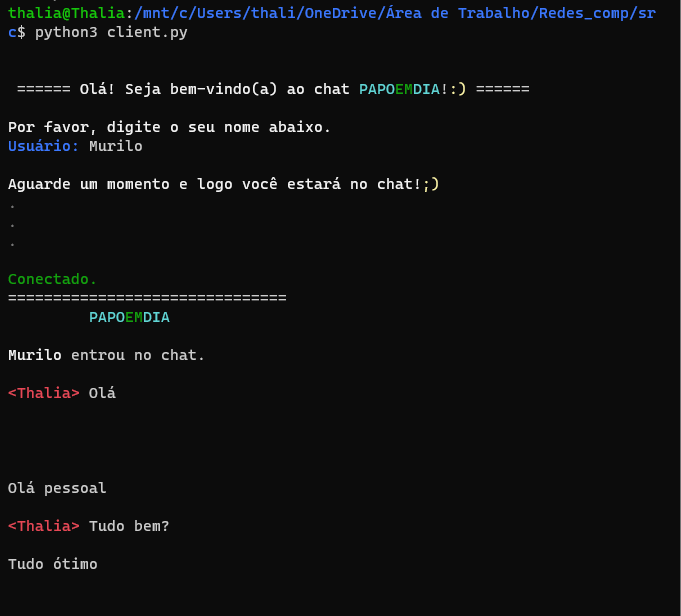 thalia@Thalia:/mnt/c/Users/thali/OneDrive/Área de Trabalho/Redes_comp/sr
c$ python3 client.py
====== Olá! Seja bem-vindo(a) ao chat PAPOEMDIA!:) ======
Por favor, digite o seu nome abaixo.
Usuário: Murilo
Aguarde um momento e logo você estará no chat!;)
.
.
.
Conectado.
===============================
PAPOEMDIA
Murilo entrou no chat.
<Thalia> Olá
Olá pessoal
<Thalia> Tudo bem?
Tudo ótimo